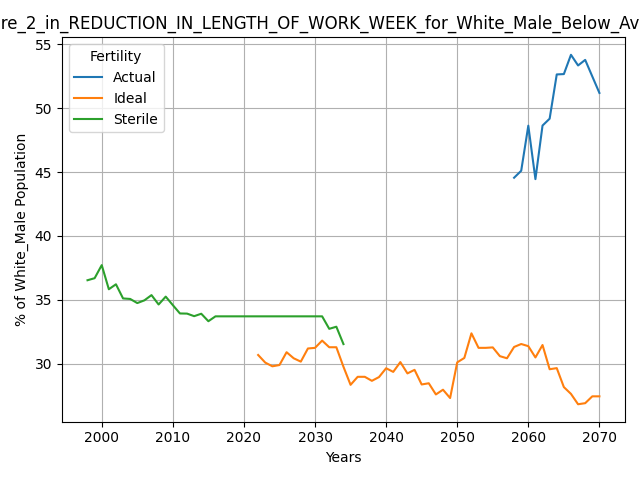 re_2_in_REDUCTION_IN_LENGTH_OF_WORK_WEEK_for_White_Male_Below_Av
Fertility
Actual
Ideal
Sterile
55
50
45
40
35
30
% of White_Male Population
2000 2010 2020 2030 2040 2050 2060 2070
Years